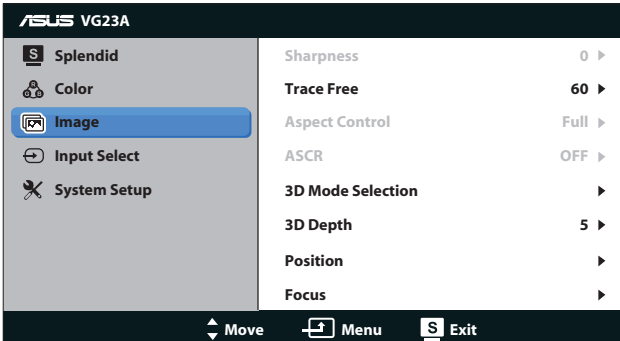 ASUS VG23A
S Splendid
Color
Image
Input Select
System Setup
Sharpness 0
Trace Free 60
Aspect Control Full
ASCR OFF
3D Mode Selection
3D Depth 5
Position
Focus
Move Menu S Exit